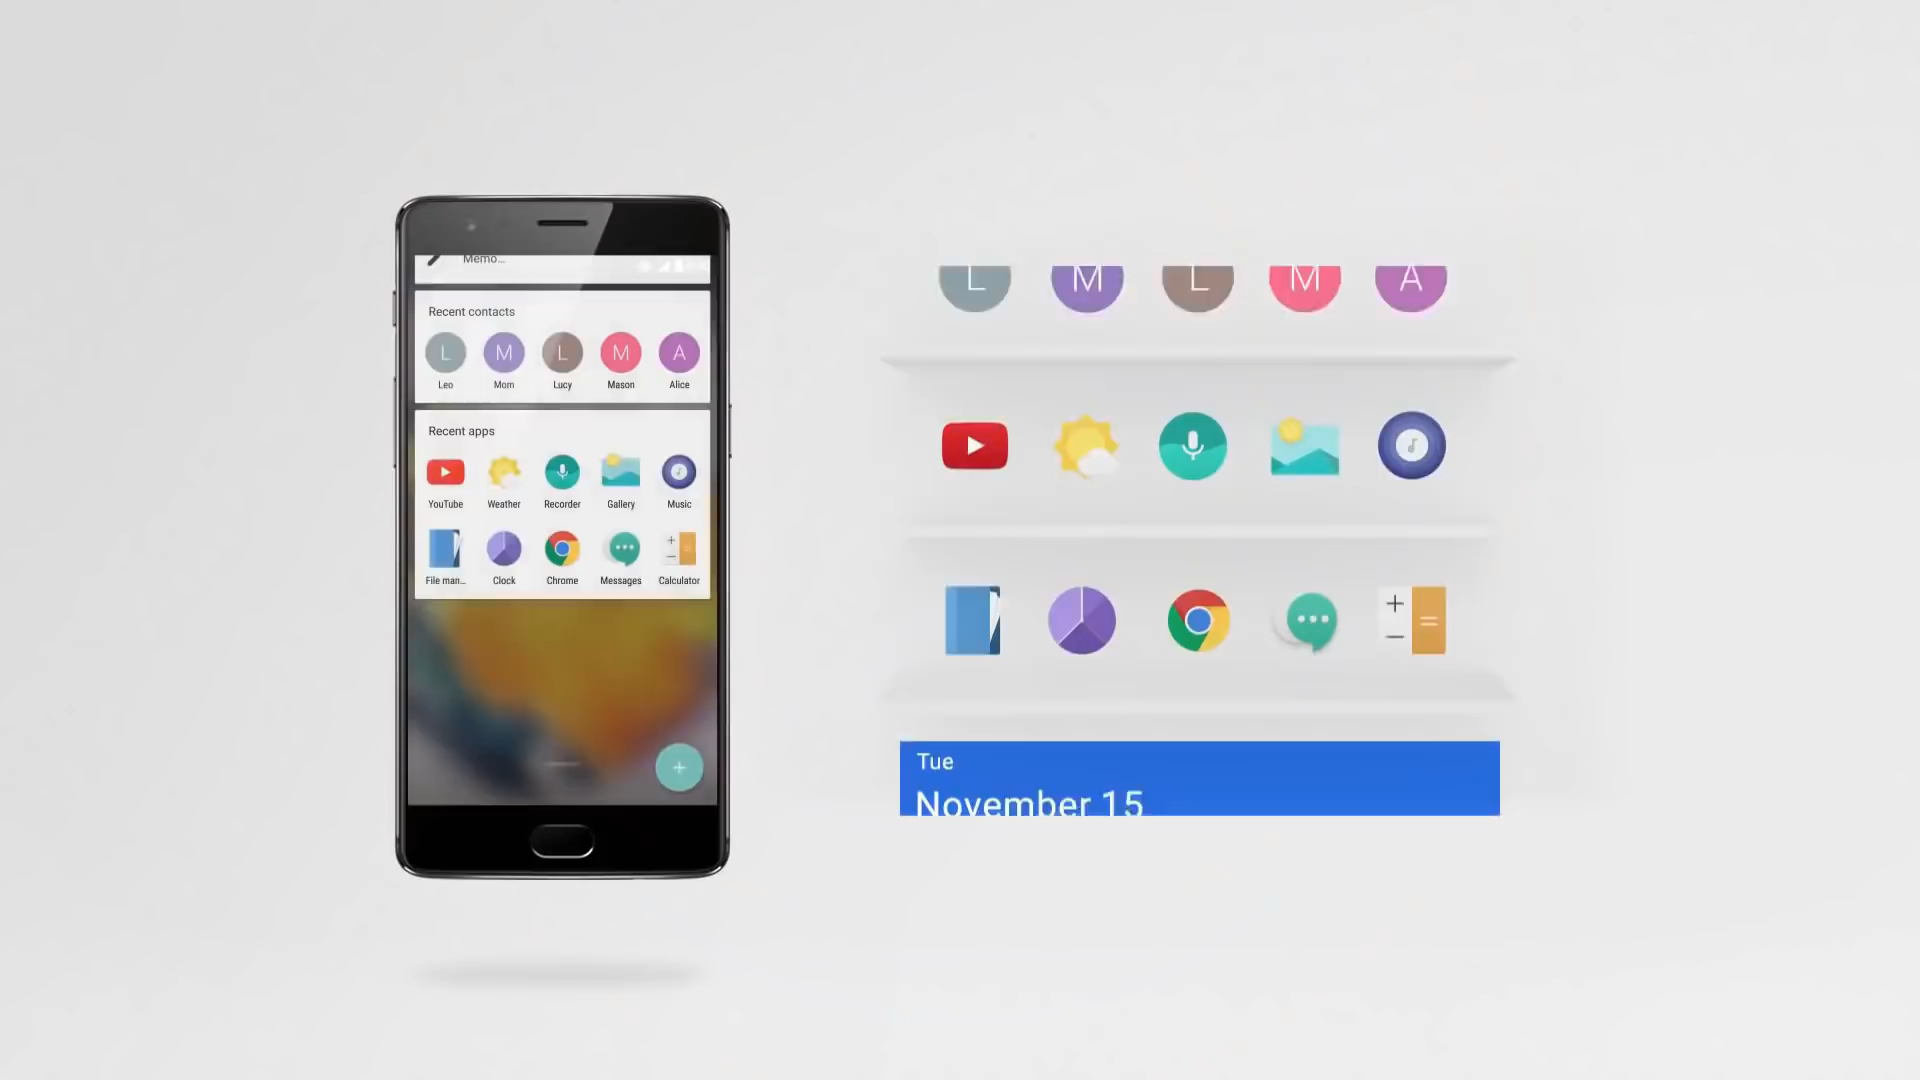 Memo...
Recent contacts
L M L M A
Leo Mom Lucy Mason Alice
Recent apps
YouTube Weather Recorder Gallery Music
File man... Clock Chrome Messages Calculator
L M L M A
Tue
November 15